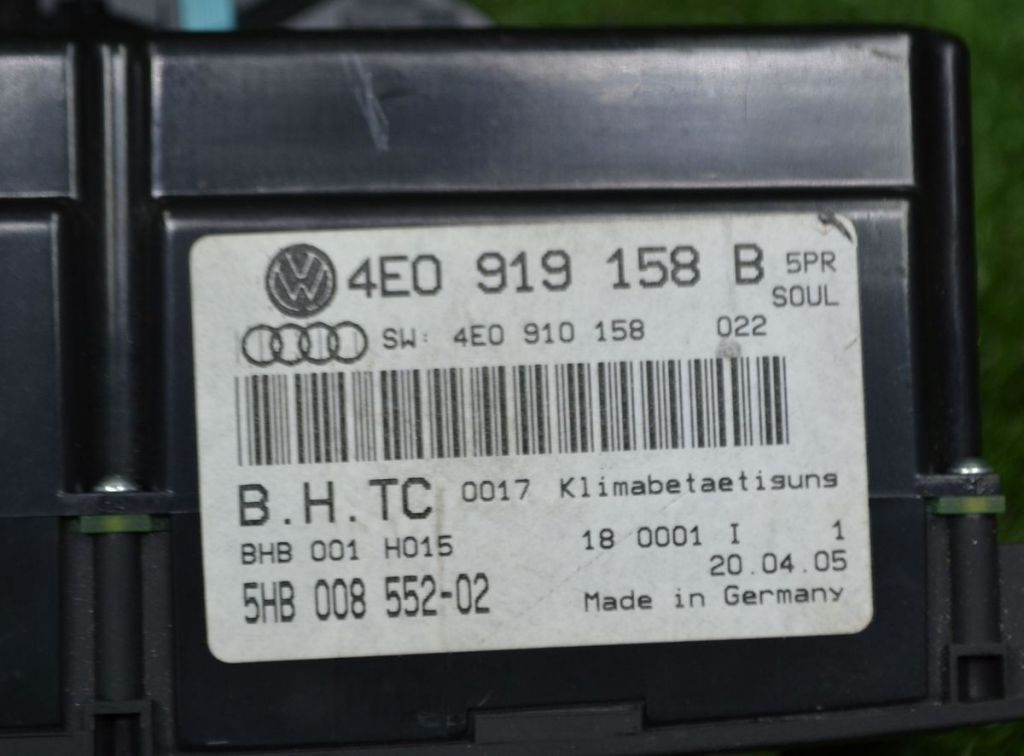 4E0 919 158 B 5PR
SOUL
SW: 4E0 910 158 022
B.H.TC 0017 Klimabetaetigung
BHB 001 H015 18 0001 I 1
20.04.05
5HB 008 552-02 Made in Germany